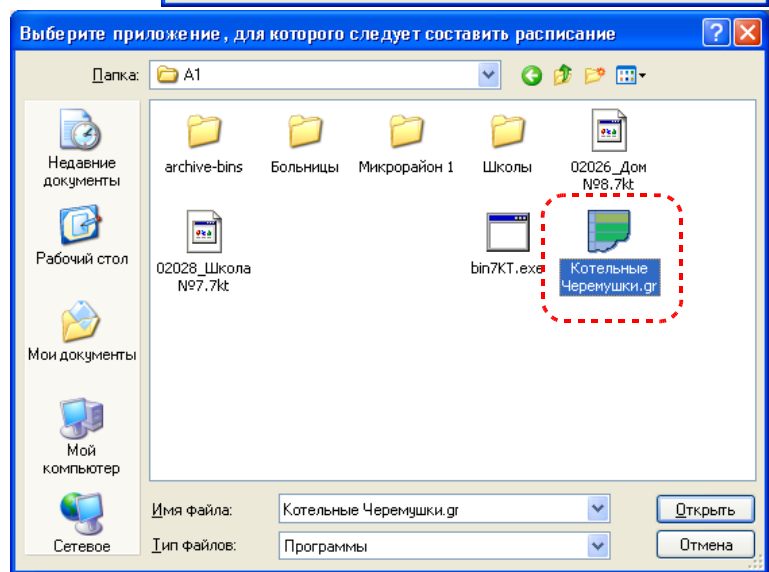 Выберите приложение, для которого следует составить расписание
Папка:
A1
Недавние
документы
Рабочий стол
Мои документы
Мой
компьютер
Сетевое
archive-bins
Больницы
Микрорайон 1
Школы
02026_Дом
№8.7kt
02028_Школа
№7.7kt
bin7KT.exe
Котельные
Черемушки.gr
Имя файла:
Котельные Черемушки.gr
Открыть
Тип файлов:
Программы
Отмена